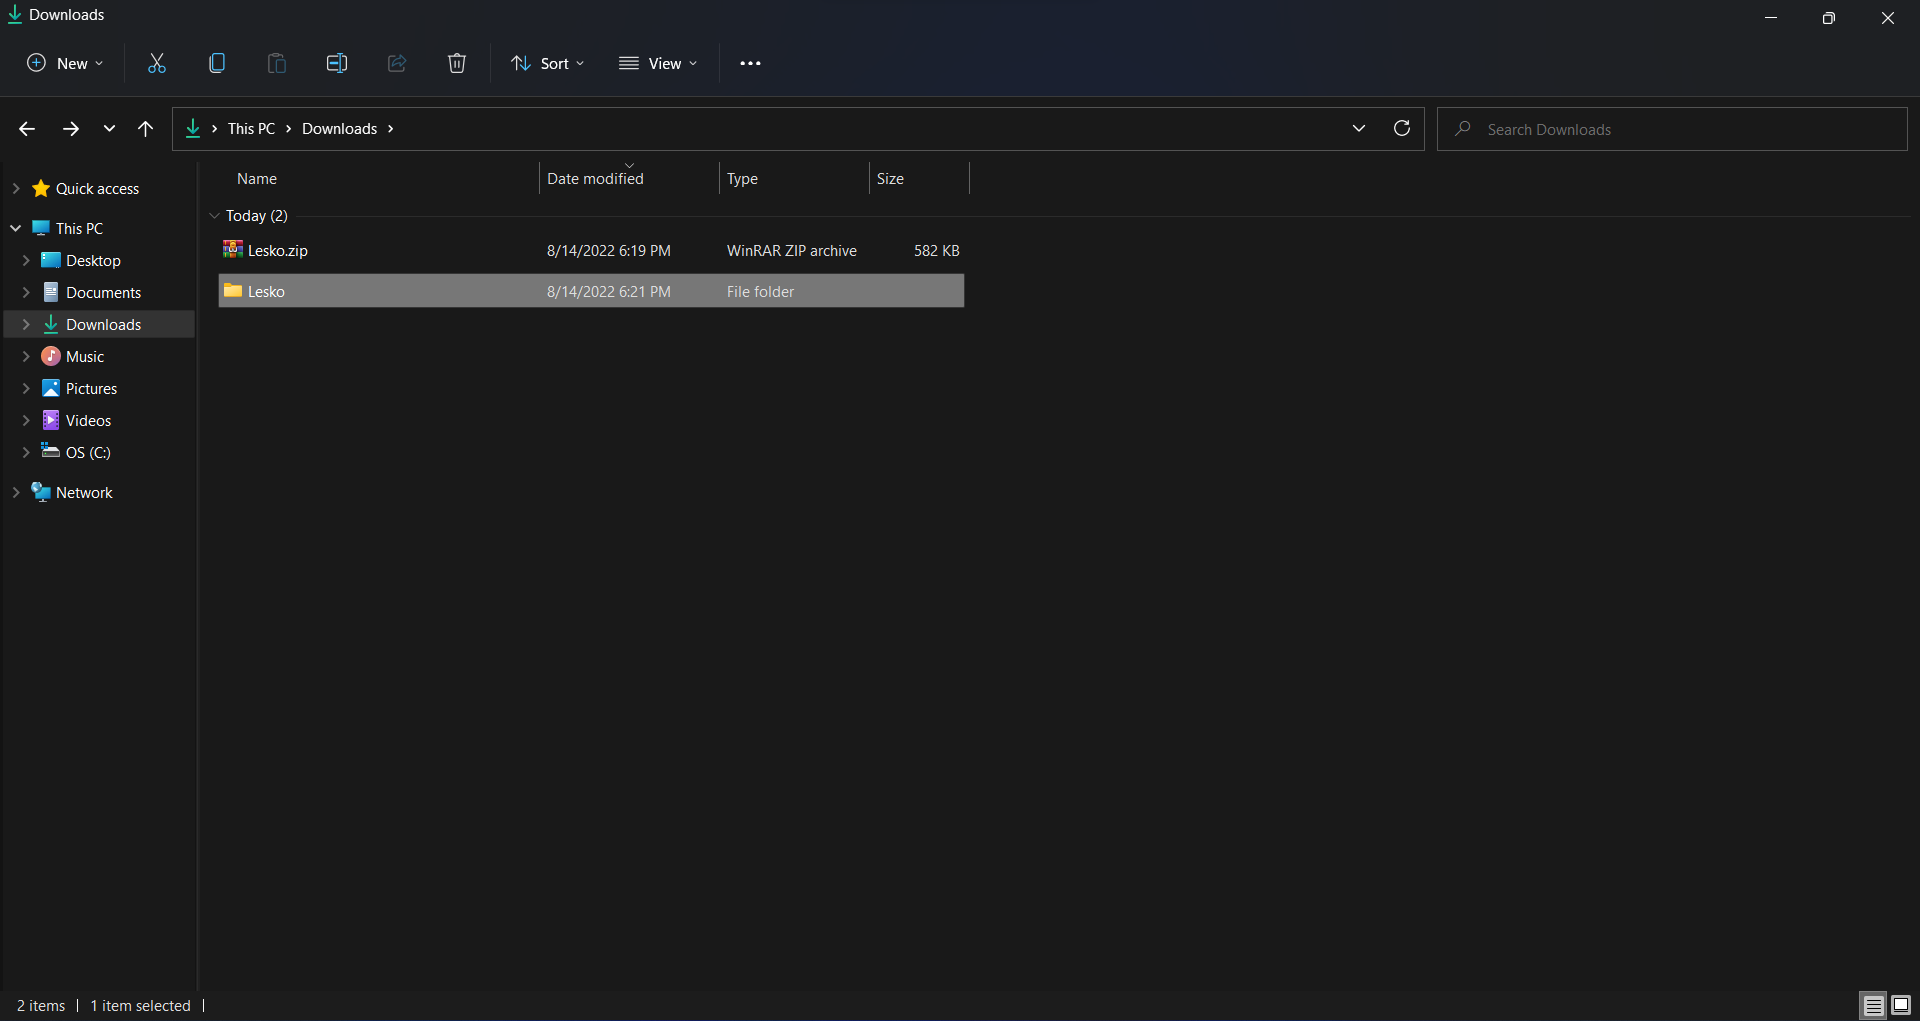 Downloads
New Sort View
This PC Downloads Search Downloads
Name Date modified Type Size
Today (2)
Lesko.zip 8/14/2022 6:19 PM WinRAR ZIP archive 582 KB
Lesko 8/14/2022 6:21 PM File folder
Quick access
This PC
Desktop
Documents
Downloads
Music
Pictures
Videos
OS (C:)
Network
2 items 1 item selected